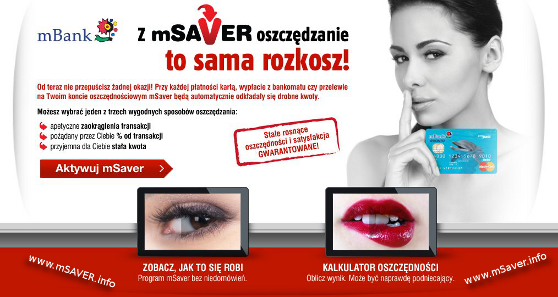 mBank
Z mSAVER oszczędzanie
to sama rozkosz!
Od teraz nie przepuścisz żadnej okazji! Przy każdej płatności kartą, wypłacie z bankomatu czy przelewie
na Twoim koncie oszczędnościowym mSaver będą automatycznie odkładały się drobne kwoty.
Możesz wybrać jeden z trzech wygodnych sposobów oszczędzania:
apetyczne zaokrąglenia transakcji
pożądany przez Ciebie % od transakcji
przyjemna dla Ciebie stała kwota
Stale rosnące
oszczędności i satysfakcja
GWARANTOWANE!
Aktywuj mSaver
ZOBACZ, JAK TO SIĘ ROBI
Program mSaver bez niedomówień.
KALKULATOR OSZCZĘDNOŚCI
Oblicz wynik. Może być naprawdę podniecający.
www.mSAVER.info
www.mSaver.info